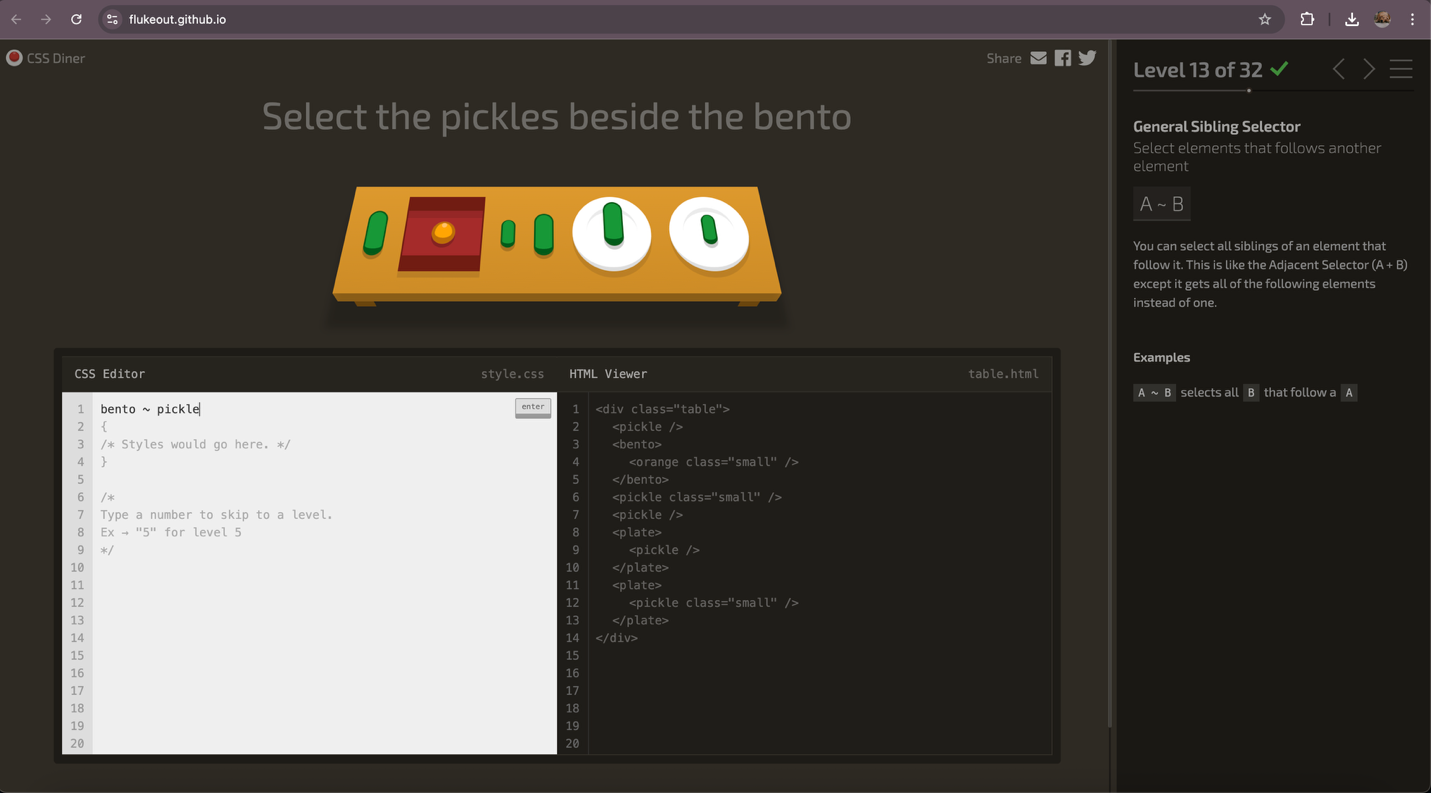 flukeout.github.io
CSS Diner
Share
Select the pickles beside the bento
CSS Editor
style.css
1 bento ~ pickle
enter
2 {
3 /* Styles would go here. */
4 }
5
6 /*
7 Type a number to skip to a level.
8 Ex → "5" for level 5
9 */
10
11
12
13
14
15
16
17
18
19
20
HTML Viewer
table.html
1 <div class="table">
2 <pickle />
3 <bento>
4 <orange class="small" />
5 </bento>
6 <pickle class="small" />
7 <pickle />
8 <plate>
9 <pickle />
10 </plate>
11 <plate>
12 <pickle class="small" />
13 </plate>
14 </div>
15
16
17
18
19
20
Level 13 of 32
General Sibling Selector
Select elements that follows another
element
A ~ B
You can select all siblings of an element that
follow it. This is like the Adjacent Selector (A + B)
except it gets all of the following elements
instead of one.
Examples
A ~ B selects all B that follow a A